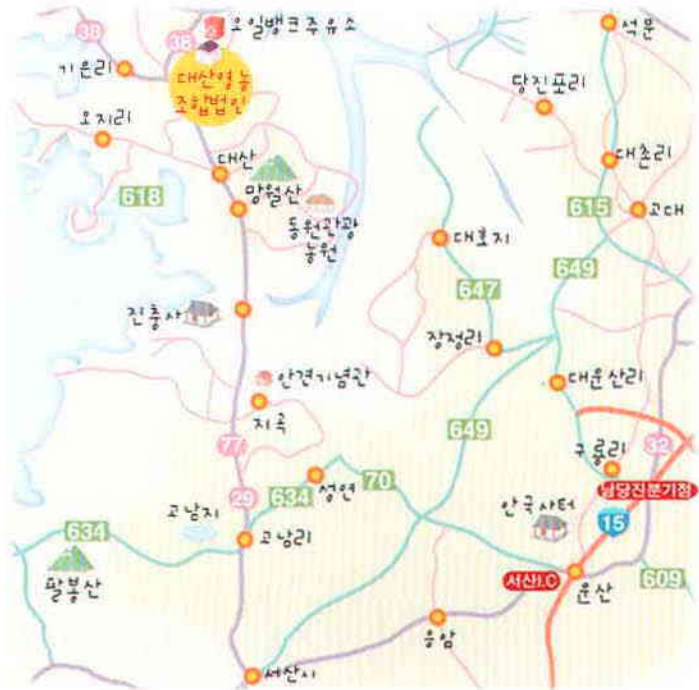 38
38
오일뱅크주유소
기은리
대산영농
조합법인
석문
당진포리
오지리
대산
망월산
618
동원관광
농원
대촌리
615
고대
대호지
649
647
진충사
장정리
안견기념관
대운산리
지곡
649
77
구룡리
32
성연
70
남당진분기점
29
634
고남지
안국사터
15
634
고남리
팔봉산
서산I.C
운산
609
음암
서산시